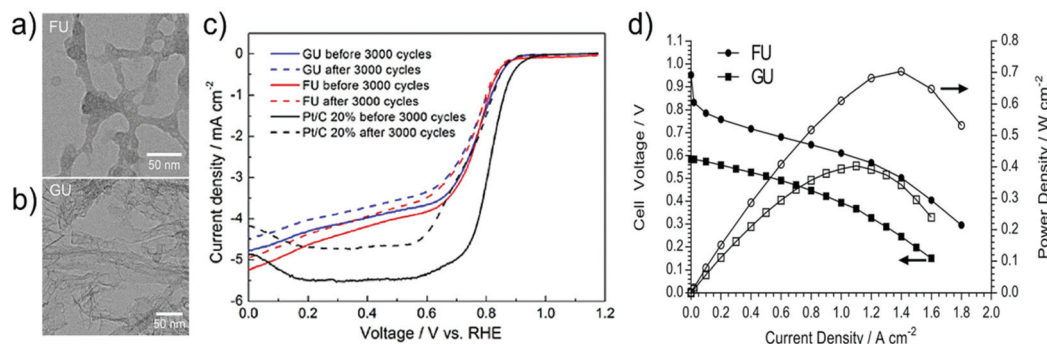 a)
FU
50 nm
b)
GU
50 nm
c)
GU before 3000 cycles
GU after 3000 cycles
FU before 3000 cycles
FU after 3000 cycles
Pt/C 20% before 3000 cycles
Pt/C 20% after 3000 cycles
Current density / mA cm⁻²
0
-1
-2
-3
-4
-5
-6
0.0 0.2 0.4 0.6 0.8 1.0 1.2
Voltage / V vs. RHE
d)
FU
GU
Cell Voltage / V
1.1
1.0
0.9
0.8
0.7
0.6
0.5
0.4
0.3
0.2
0.1
0.0
0.0 0.2 0.4 0.6 0.8 1.0 1.2 1.4 1.6 1.8 2.0
Current Density / A cm⁻²
0.8
0.7
0.6
0.5
0.4
0.3
0.2
0.1
0.0
Power Density / W cm⁻²